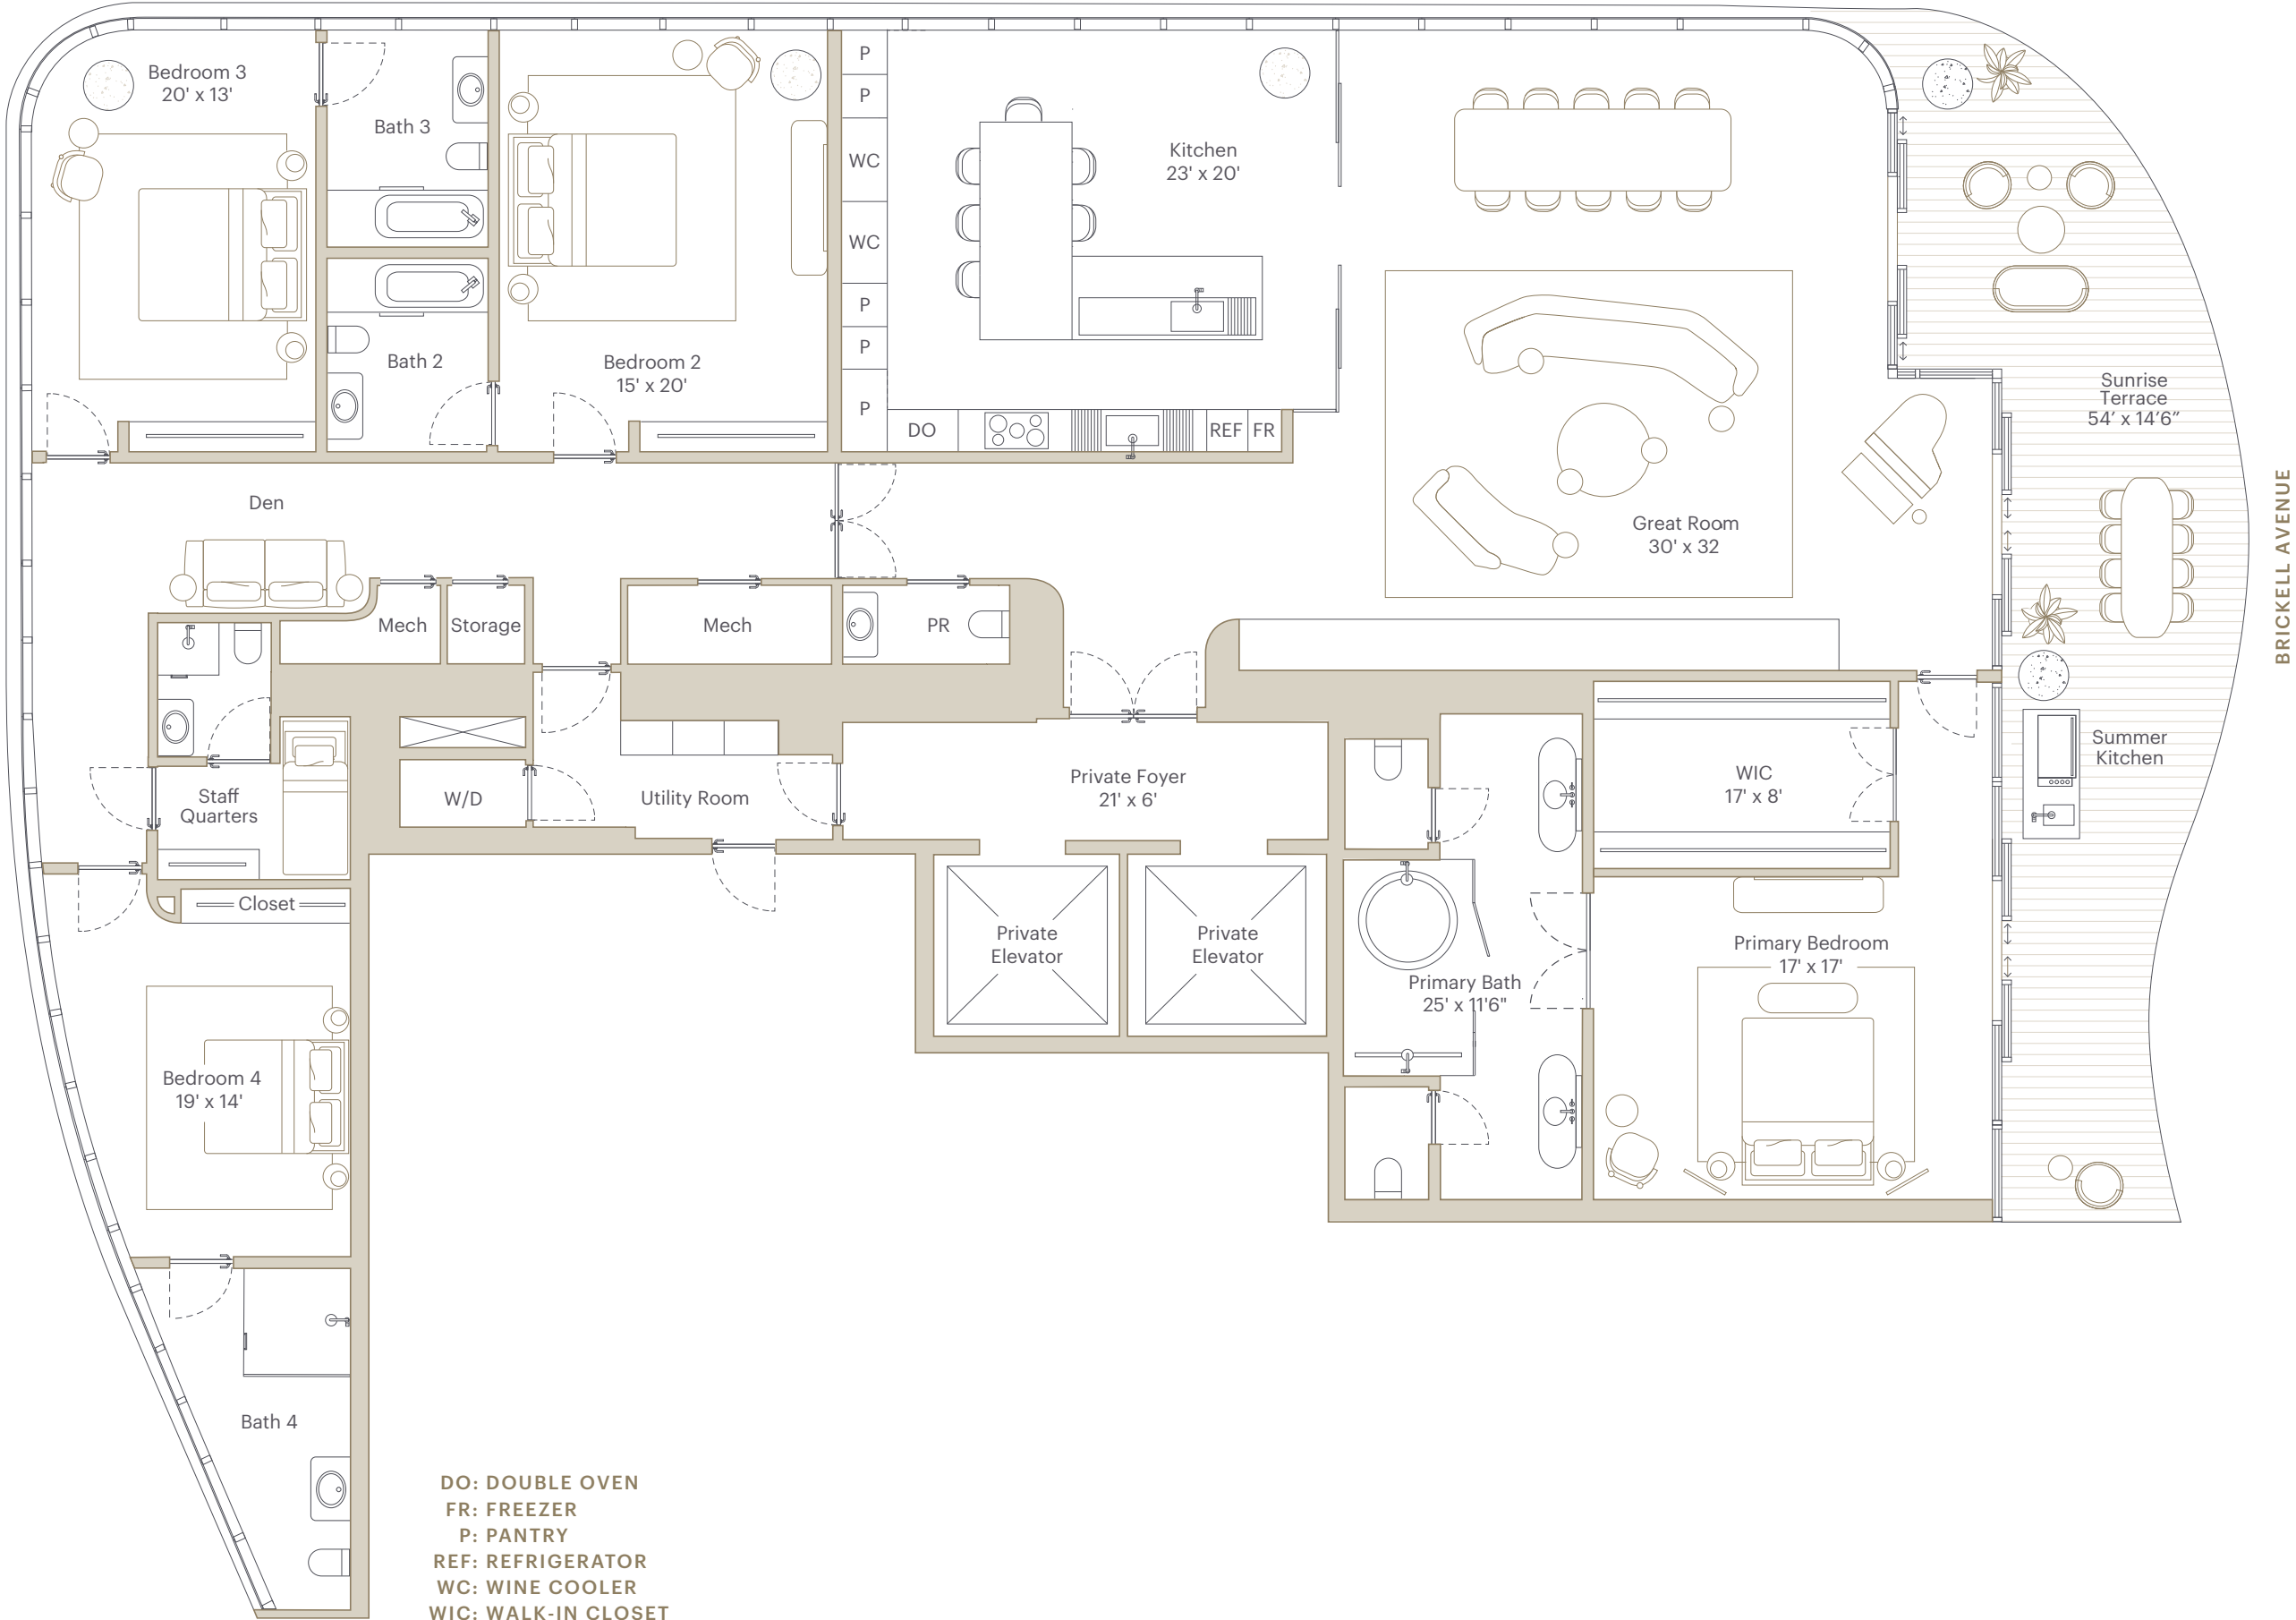 Bedroom 3
20' x 13'
Bath 3
P
P
WC
WC
P
P
P
Kitchen
23' x 20'
Bath 2
Bedroom 2
15' x 20'
DO
REF
FR
Sunrise
Terrace
54’ x 14’6”
BRICKELL AVENUE
Den
Great Room
30' x 32
Mech
Storage
Mech
PR
Staff
Quarters
W/D
Utility Room
Private Foyer
21' x 6'
WIC
17' x 8'
Summer
Kitchen
Closet
Private
Elevator
Private
Elevator
Primary Bath
25' x 11'6"
Primary Bedroom
17' x 17'
Bedroom 4
19' x 14'
Bath 4
DO: DOUBLE OVEN
FR: FREEZER
P: PANTRY
REF: REFRIGERATOR
WC: WINE COOLER
WIC: WALK-IN CLOSET